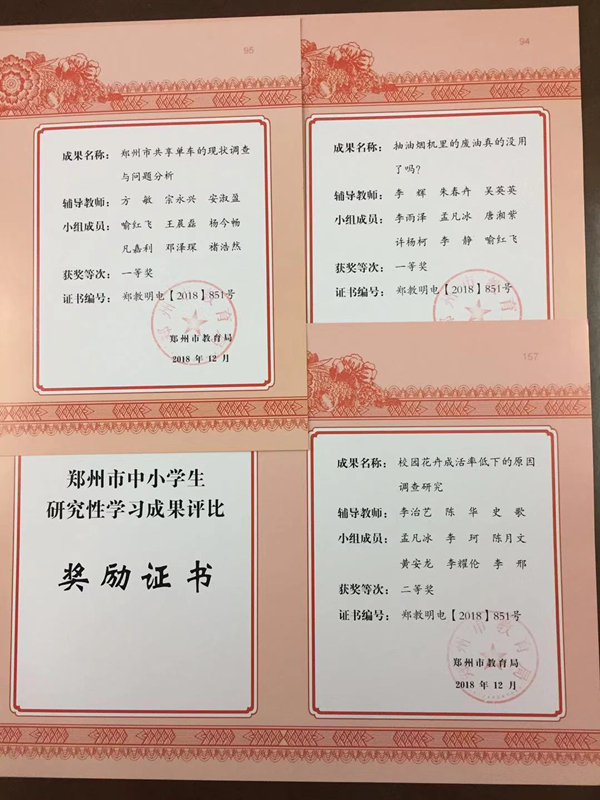 95
成果名称：郑州市共享单车的现状调查
与问题分析
辅导教师：方 敏 宗永兴 安淑盈
小组成员：喻红飞 王晨磊 杨今畅
凡嘉利 邓泽琛 褚浩然
获奖等次：一等奖
证书编号：郑教明电【2018】851号
郑州市教育局
2018 年 12 月
94
成果名称：抽油烟机里的废油真的没用
了吗？
辅导教师：李 辉 朱春卉 吴英英
小组成员：李雨泽 孟凡冰 唐湘紫
许杨柯 李 静 喻红飞
获奖等次：一等奖
证书编号：郑教明电【2018】851号
郑州市中小学生
研究性学习成果评比
奖励证书
157
成果名称：校园花卉成活率低下的原因
调查研究
辅导教师：李治艺 陈 华 史 歌
小组成员：孟凡冰 李 珂 陈月文
黄安龙 李耀伦 李 邢
获奖等次：二等奖
证书编号：郑教明电【2018】851号
郑州市教育局
2018 年 12 月